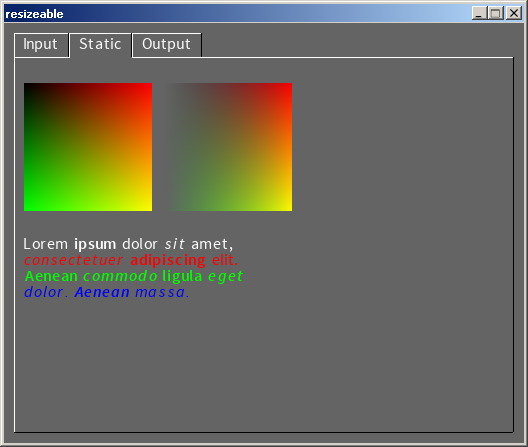 resizeable
Input Static Output
Lorem ipsum dolor sit amet,
consectetuer adipiscing elit.
Aenean commodo ligula eget
dolor. Aenean massa.